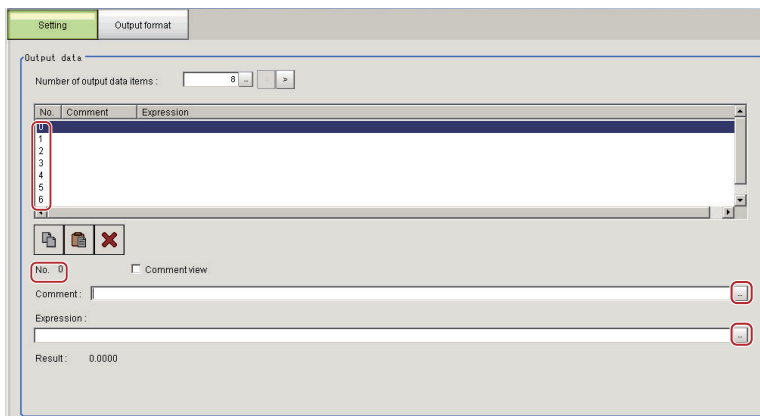 Setting Output format
Output data
Number of output data items : 8 .. >
No. Comment Expression
0
1
2
3
4
5
6
No. 0 Comment view
Comment : ..
Expression : 
..
Result : 0.0000